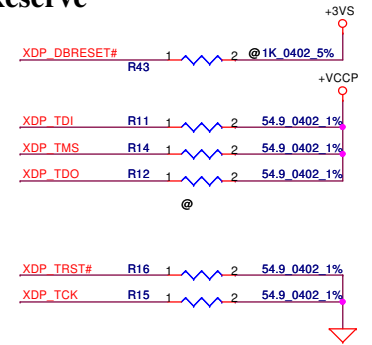 Reserve
+3VS
XDP_DBRESET# R43 1 2 @ 1K_0402_5%
+VCCP
XDP_TDI R11 1 2 54.9_0402_1%
XDP_TMS R14 1 2 54.9_0402_1%
XDP_TDO R12 1 2 54.9_0402_1%
@
XDP_TRST# R16 1 2 54.9_0402_1%
XDP_TCK R15 1 2 54.9_0402_1%